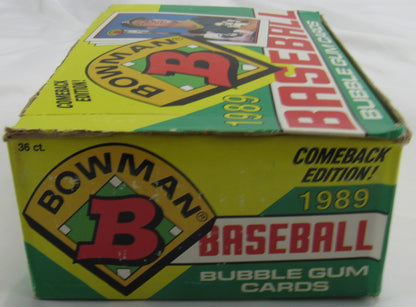 COMEBACK
EDITION!
BOWMAN
B
1989
BASEBALL
BUBBLE GUM CARDS
36 ct.
BOWMAN®
B
COMEBACK
EDITION!
1989
BASEBALL
BUBBLE GUM
CARDS